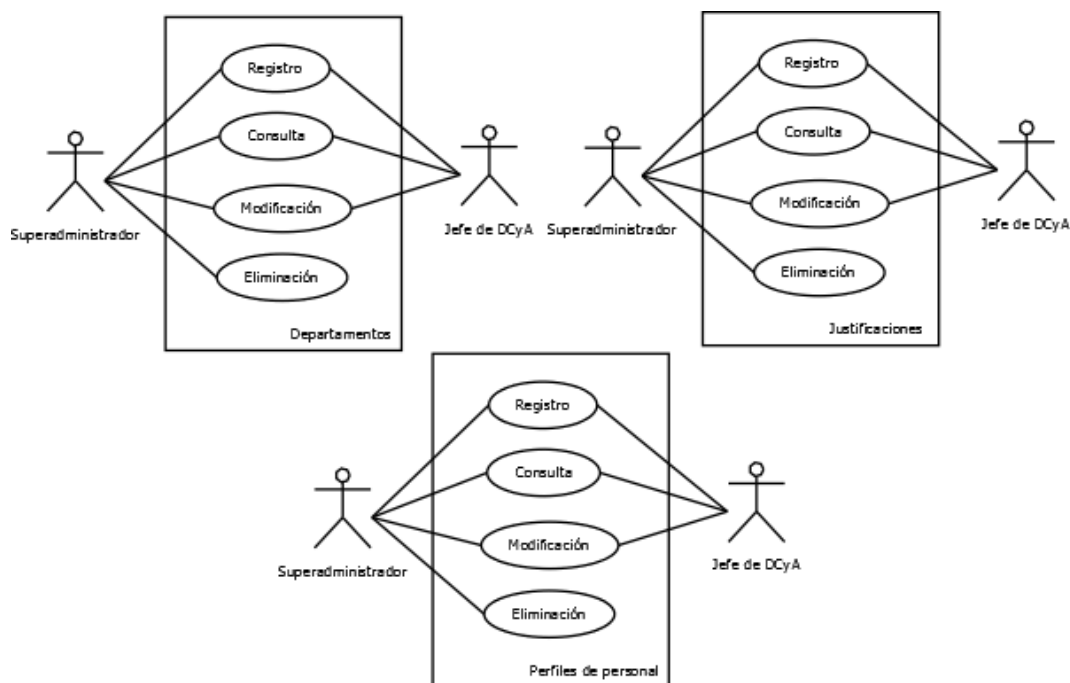 Registro
Consulta
Modificación
Eliminación
Superadministrador
Jefe de DCyA
Departamentos
Registro
Consulta
Modificación
Eliminación
Superadministrador
Jefe de DCyA
Justificaciones
Registro
Consulta
Modificación
Eliminación
Superadministrador
Jefe de DCyA
Perfiles de personal